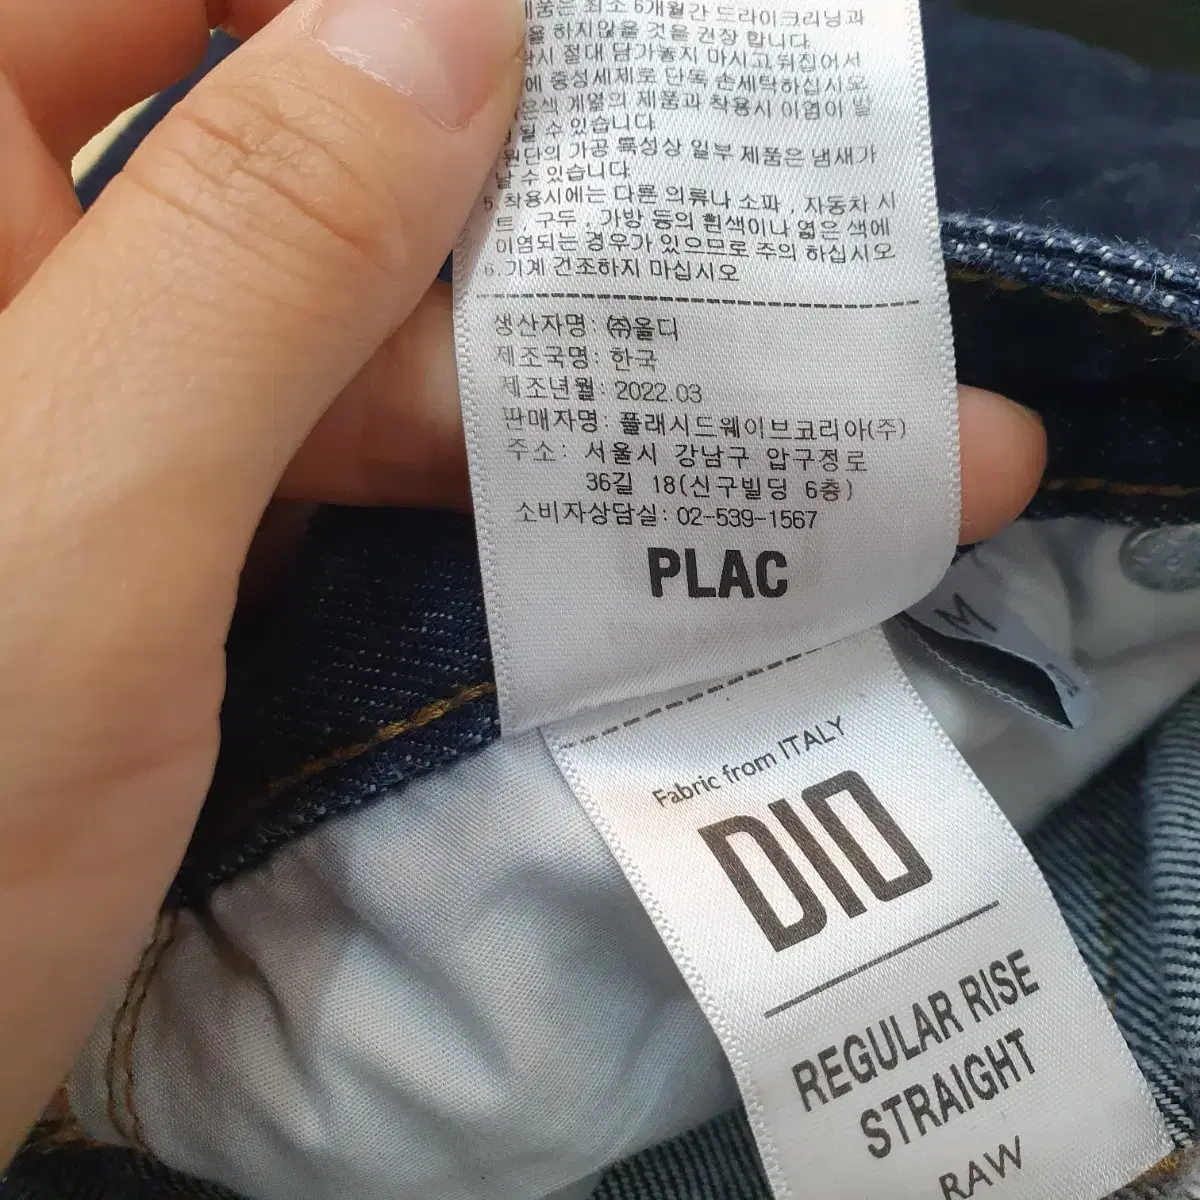 제품은 최소 6개월간 드라이크리닝과
을 하지않을 것을 권장 합니다
시 절대 담가놓지 마시고 뒤집어서
에 중성세제로 단독 손세탁하십시오
은색 계열의 제품과 착용시 이염이 발
될 수 있습니다
원단의 가공 특성상 일부 제품은 냄새가
날 수 있습니다
5.착용시에는 다른 의류나 소파 , 자동차 시
트 , 구두 , 가방 등의 흰색이나 엷은 색에
이염되는 경우가 있으므로 주의 하십시오
6.기계 건조하지 마십시오
생산자명: ㈜올디
제조국명: 한국
제조년월: 2022.03
판매자명: 플래시드웨이브코리아(주)
주소: 서울시 강남구 압구정로
36길 18(신구빌딩 6층)
소비자상담실: 02-539-1567
PLAC
M
Fabric from ITALY
DIO
REGULAR RISE
STRAIGHT
RAW